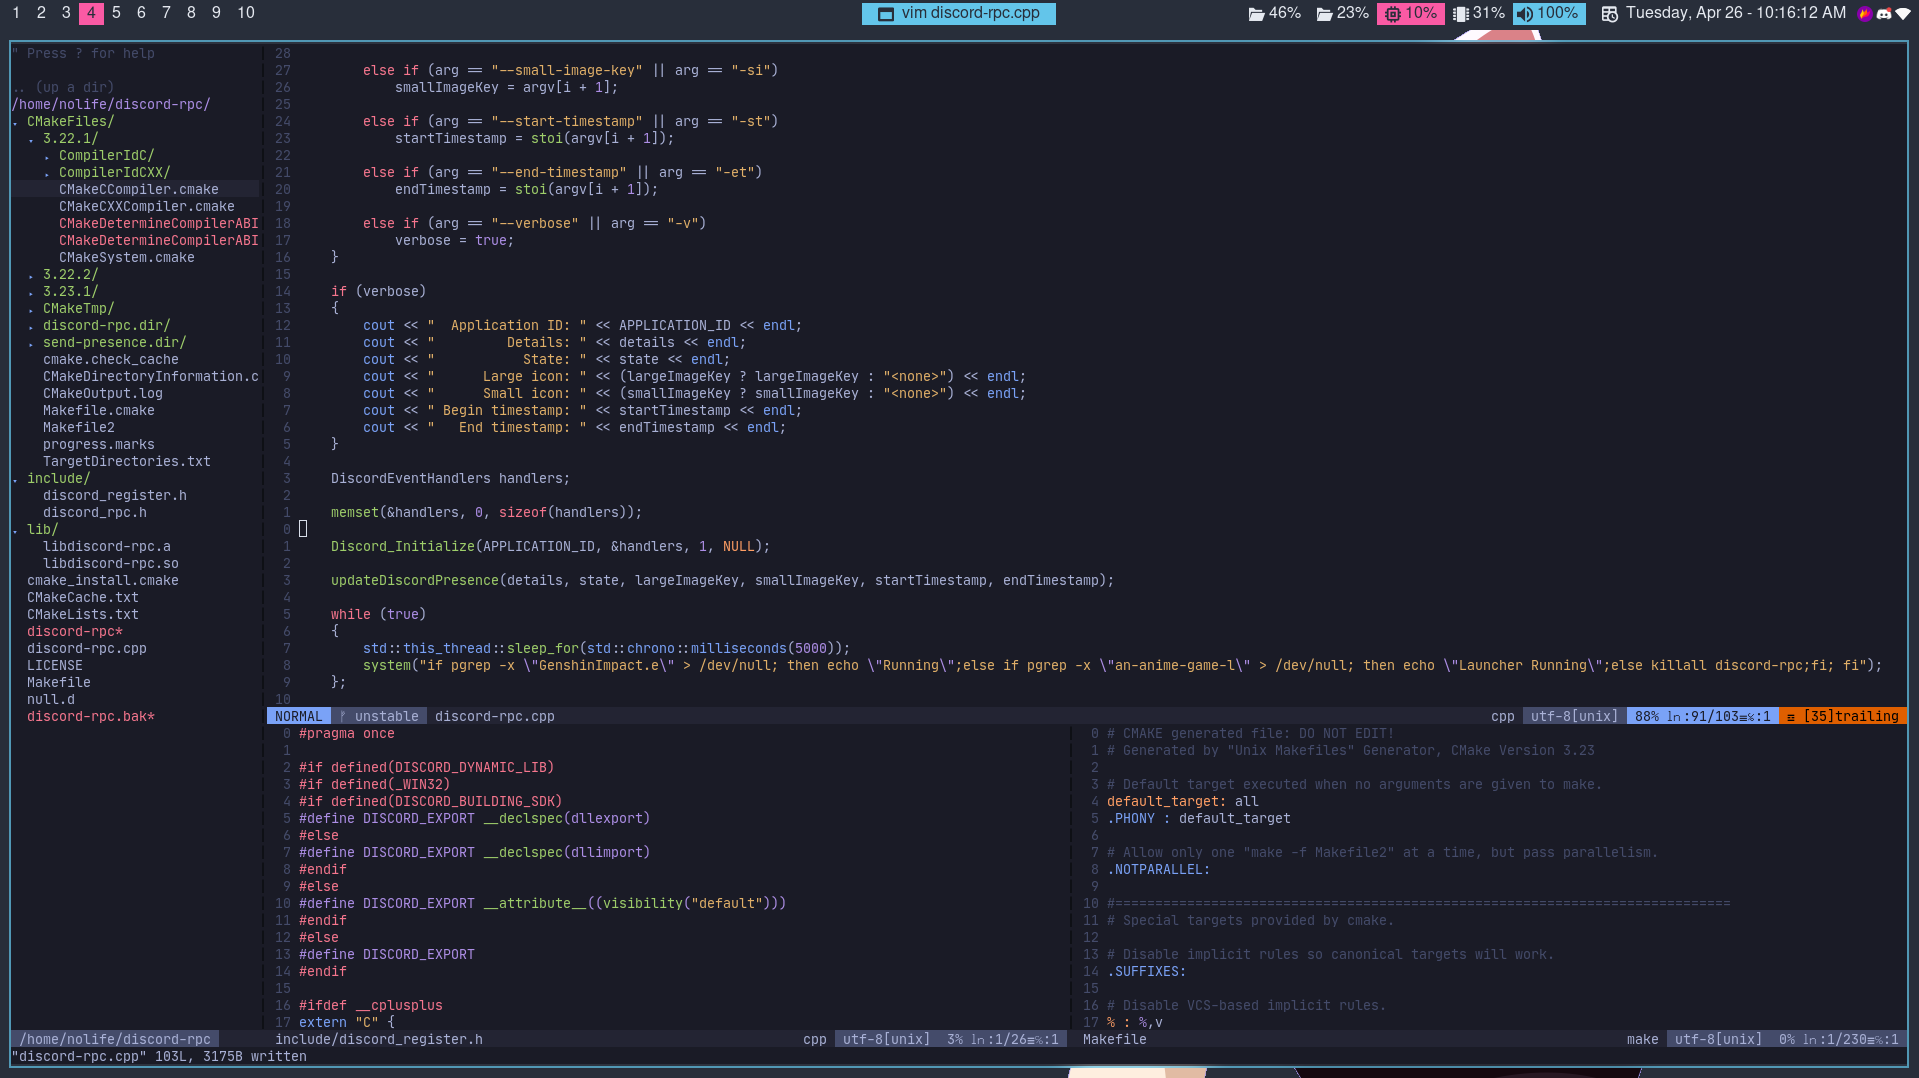 1 2 3 4 5 6 7 8 9 10
vim discord-rpc.cpp
46% 23% 10% 31% 100% Tuesday, Apr 26 - 10:16:12 AM
" Press ? for help
.. (up a dir)
/home/nolife/discord-rpc/
CMakeFiles/
3.22.1/
CompilerIdC/
CompilerIdCXX/
CMakeCCompiler.cmake
CMakeCXXCompiler.cmake
CMakeDetermineCompilerABI
CMakeDetermineCompilerABI
CMakeSystem.cmake
3.22.2/
3.23.1/
CMakeTmp/
discord-rpc.dir/
send-presence.dir/
cmake.check_cache
CMakeDirectoryInformation.c
CMakeOutput.log
Makefile.cmake
Makefile2
progress.marks
TargetDirectories.txt
include/
discord_register.h
discord_rpc.h
lib/
libdiscord-rpc.a
libdiscord-rpc.so
cmake_install.cmake
CMakeCache.txt
CMakeLists.txt
discord-rpc*
discord-rpc.cpp
LICENSE
Makefile
null.d
discord-rpc.bak*
/home/nolife/discord-rpc
28
27 else if (arg == "--small-image-key" || arg == "-si")
26 smallImageKey = argv[i + 1];
25
24 else if (arg == "--start-timestamp" || arg == "-st")
23 startTimestamp = stoi(argv[i + 1]);
22
21 else if (arg == "--end-timestamp" || arg == "-et")
20 endTimestamp = stoi(argv[i + 1]);
19
18 else if (arg == "--verbose" || arg == "-v")
17 verbose = true;
16 }
15
14 if (verbose)
13 {
12 cout << "  Application ID: " << APPLICATION_ID << endl;
11 cout << "         Details: " << details << endl;
10 cout << "           State: " << state << endl;
9 cout << "      Large icon: " << (largeImageKey ? largeImageKey : "<none>") << endl;
8 cout << "      Small icon: " << (smallImageKey ? smallImageKey : "<none>") << endl;
7 cout << " Begin timestamp: " << startTimestamp << endl;
6 cout << "   End timestamp: " << endTimestamp << endl;
5 }
4
3 DiscordEventHandlers handlers;
2
1 memset(&handlers, 0, sizeof(handlers));
0
1 Discord_Initialize(APPLICATION_ID, &handlers, 1, NULL);
2
3 updateDiscordPresence(details, state, largeImageKey, smallImageKey, startTimestamp, endTimestamp);
4
5 while (true)
6 {
7 std::this_thread::sleep_for(std::chrono::milliseconds(5000));
8 system("if pgrep -x \"GenshinImpact.e\" > /dev/null; then echo \"Running\";else if pgrep -x \"an-anime-game-l\" > /dev/null; then echo \"Launcher Running\";else killall discord-rpc;fi; fi");
9 };
10
NORMAL unstable discord-rpc.cpp cpp utf-8[unix] 88% ln:91/103≡℅:1 [35]trailing
0 #pragma once
1
2 #if defined(DISCORD_DYNAMIC_LIB)
3 #if defined(_WIN32)
4 #if defined(DISCORD_BUILDING_SDK)
5 #define DISCORD_EXPORT __declspec(dllexport)
6 #else
7 #define DISCORD_EXPORT __declspec(dllimport)
8 #endif
9 #else
10 #define DISCORD_EXPORT __attribute__((visibility("default")))
11 #endif
12 #else
13 #define DISCORD_EXPORT
14 #endif
15
16 #ifdef __cplusplus
17 extern "C" {
include/discord_register.h cpp utf-8[unix] 3% ln:1/26≡℅:1
0 # CMAKE generated file: DO NOT EDIT!
1 # Generated by "Unix Makefiles" Generator, CMake Version 3.23
2
3 # Default target executed when no arguments are given to make.
4 default_target: all
5 .PHONY : default_target
6
7 # Allow only one "make -f Makefile2" at a time, but pass parallelism.
8 .NOTPARALLEL:
9
10 #=============================================================================
11 # Special targets provided by cmake.
12
13 # Disable implicit rules so canonical targets will work.
14 .SUFFIXES:
15
16 # Disable VCS-based implicit rules.
17 % : %,v
Makefile make utf-8[unix] 0% ln:1/230≡℅:1
"discord-rpc.cpp" 103L, 3175B written